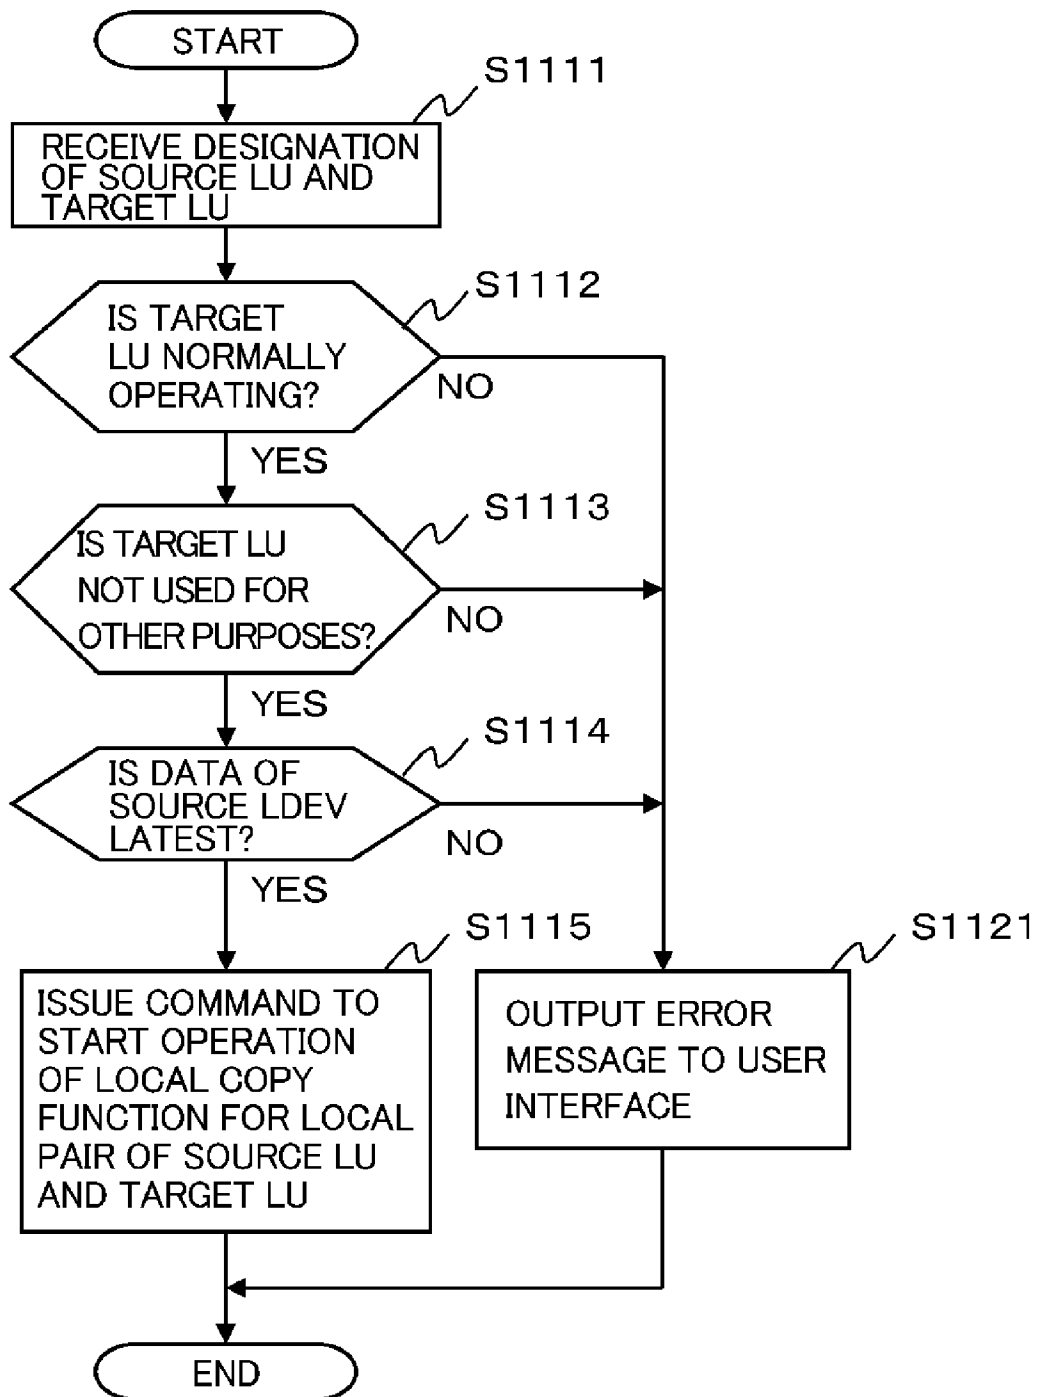 START
S1111
RECEIVE DESIGNATION
OF SOURCE LU AND
TARGET LU
S1112
IS TARGET
LU NORMALLY
OPERATING?
NO
YES
S1113
IS TARGET LU
NOT USED FOR
OTHER PURPOSES?
NO
YES
S1114
IS DATA OF
SOURCE LDEV
LATEST?
NO
YES
S1115
ISSUE COMMAND TO
START OPERATION
OF LOCAL COPY
FUNCTION FOR LOCAL
PAIR OF SOURCE LU
AND TARGET LU
S1121
OUTPUT ERROR
MESSAGE TO USER
INTERFACE
END